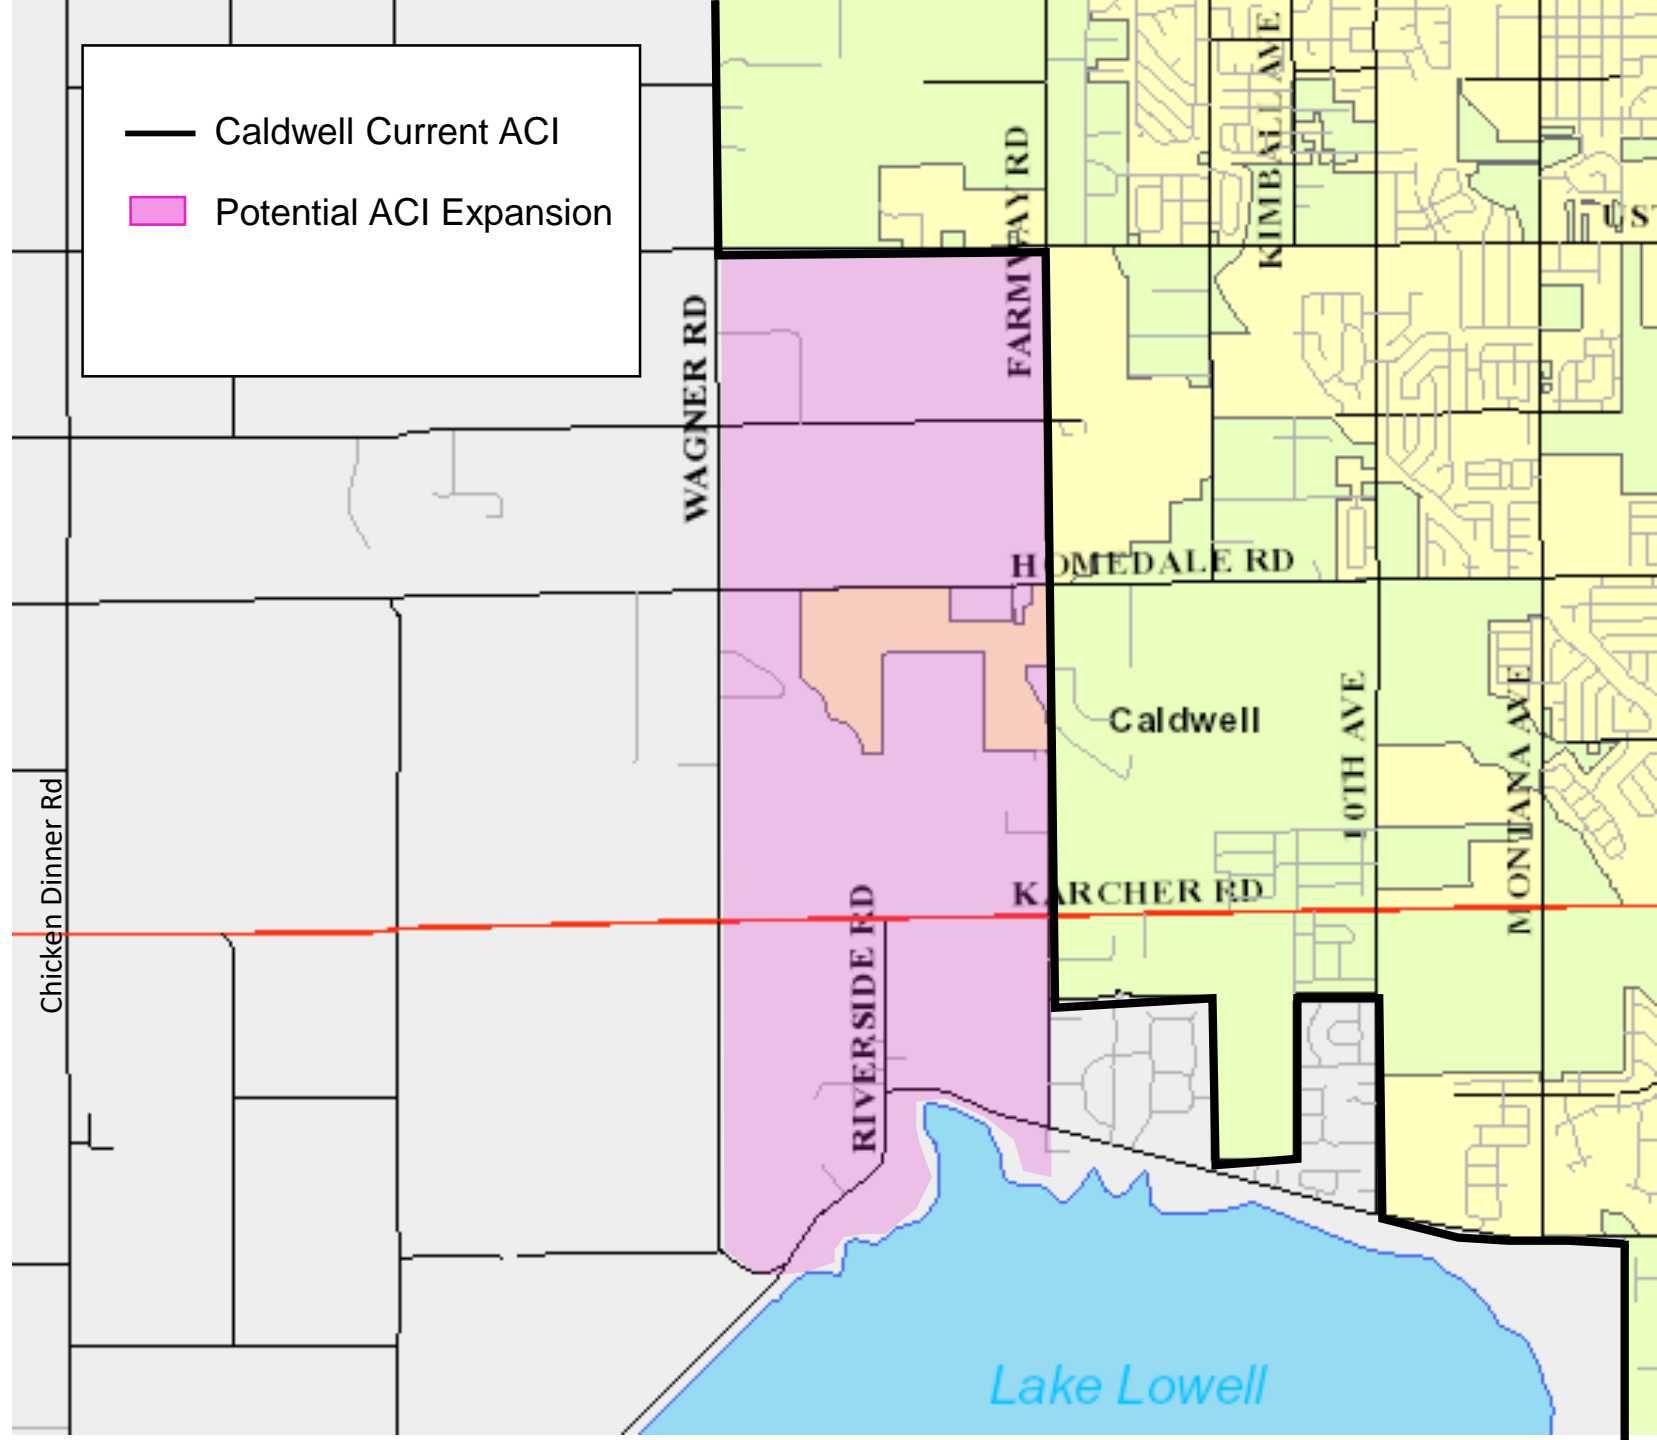 Caldwell Current ACI
Potential ACI Expansion
KIMBALL AVE
FARMWAY RD
UST
WAGNER RD
HOMEDALE RD
Caldwell
10TH AVE
MONTANA AVE
Chicken Dinner Rd
KARCHER RD
RIVERSIDE RD
Lake Lowell